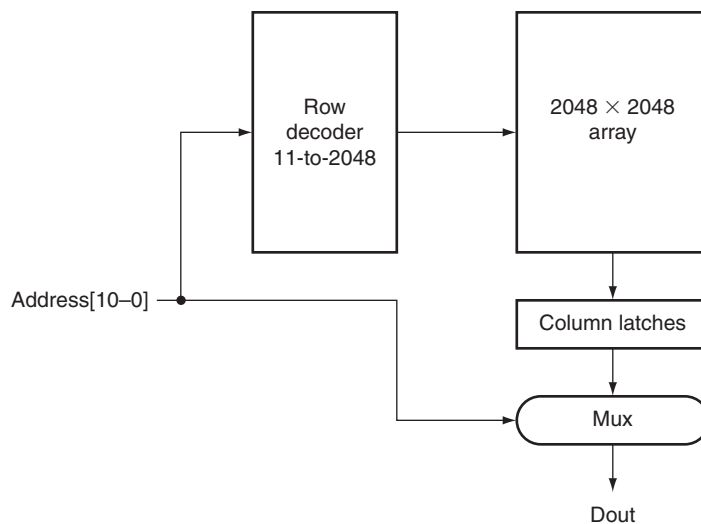 Row
decoder
11-to-2048
2048 × 2048
array
Address[10–0]
Column latches
Mux
Dout